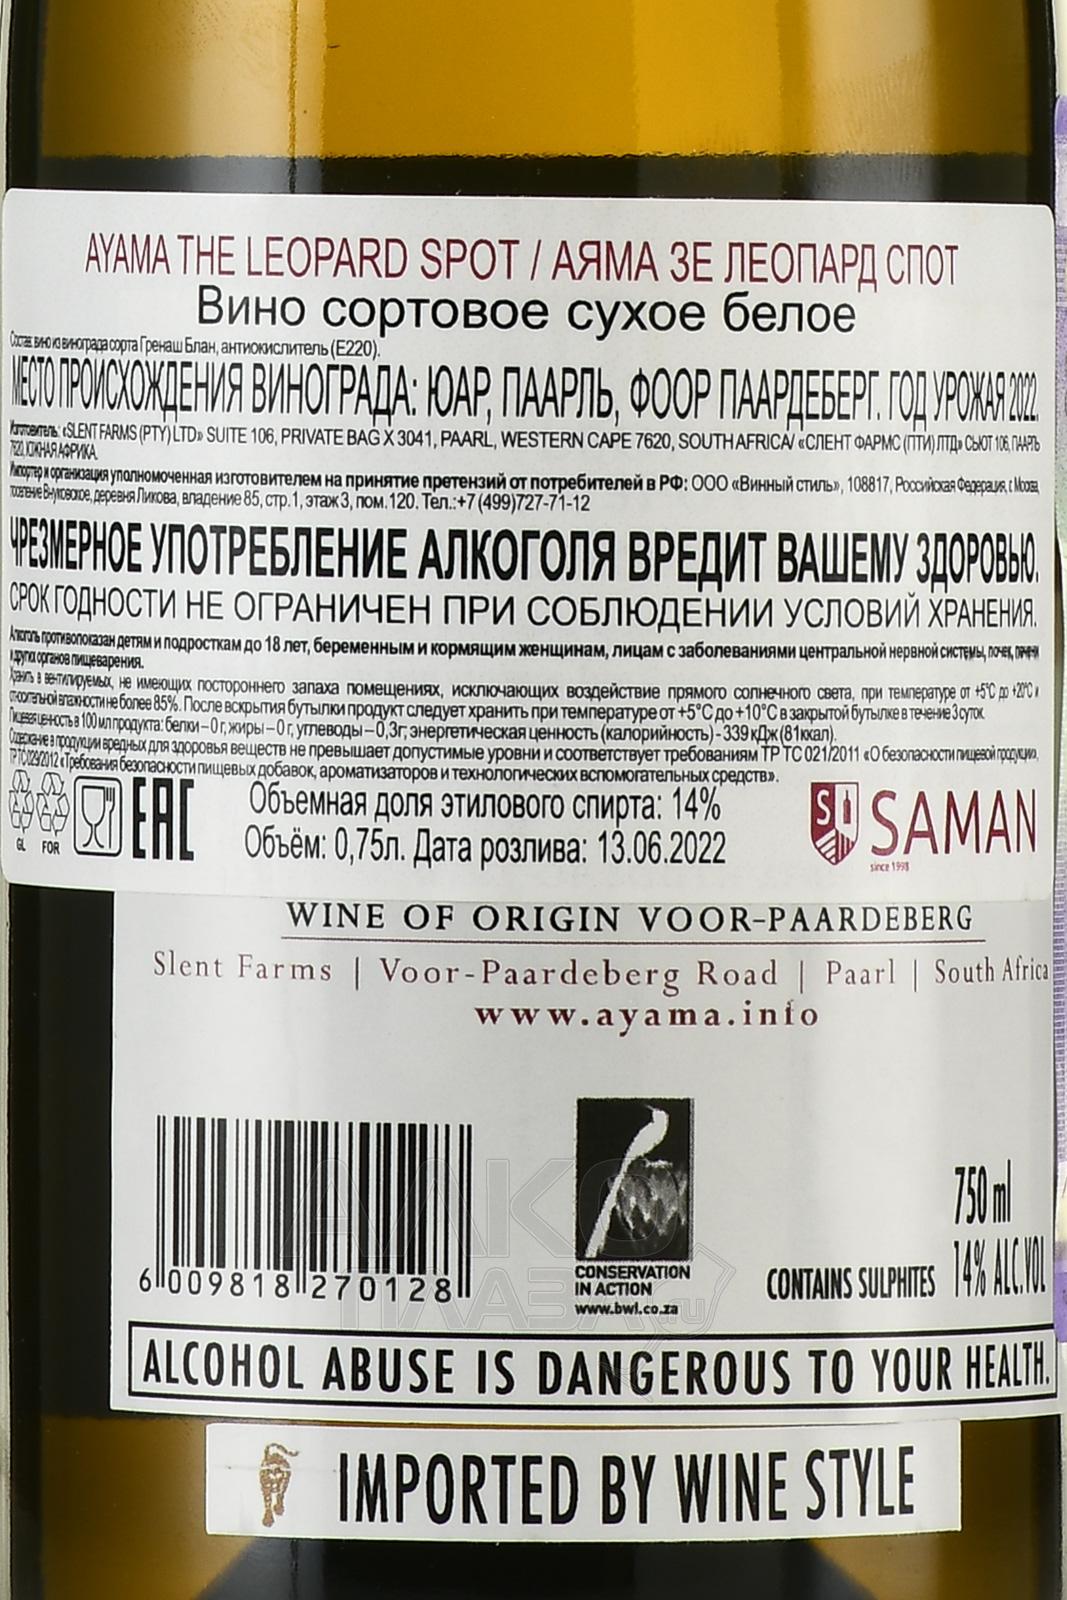 AYAMA THE LEOPARD SPOT / АЯМА ЗЕ ЛЕОПАРД СПОТ
Вино сортовое сухое белое
Состав: вино из винограда сорта Гренаш Блан, антиокислитель (Е220).
МЕСТО ПРОИСХОЖДЕНИЯ ВИНОГРАДА: ЮАР, ПААРЛЬ, ФООР ПААРДЕБЕРГ. ГОД УРОЖАЯ 2022.
Изготовитель: «SLENT FARMS (PTY) LTD» SUITE 106, PRIVATE BAG X 3041, PAARL, WESTERN CAPE 7620, SOUTH AFRICA/ «СЛЕНТ ФАРМС (ПТИ) ЛТД» СЬЮТ 106, ПААРЛЬ
7620, ЮЖНАЯ АФРИКА.
Импортер и организация уполномоченная изготовителем на принятие претензий от потребителей в РФ: ООО «Винный стиль», 108817, Российская Федерация, г. Москва,
поселение Внуковское, деревня Ликова, владение 85, стр. 1, этаж 3, пом. 120. Тел.:+7 (499)727-71-12
ЧРЕЗМЕРНОЕ УПОТРЕБЛЕНИЕ АЛКОГОЛЯ ВРЕДИТ ВАШЕМУ ЗДОРОВЬЮ.
СРОК ГОДНОСТИ НЕ ОГРАНИЧЕН ПРИ СОБЛЮДЕНИИ УСЛОВИЙ ХРАНЕНИЯ.
Алкоголь противопоказан детям и подросткам до 18 лет, беременным и кормящим женщинам, лицам с заболеваниями центральной нервной системы, почек, печени
и других органов пищеварения.
Хранить в вентилируемых, не имеющих постороннего запаха помещениях, исключающих воздействие прямого солнечного света, при температуре от +5°С до +20°С и
относительной влажности не более 85%. После вскрытия бутылки продукт следует хранить при температуре от +5°С до +10°С в закрытой бутылке в течение 3 суток.
Пищевая ценность в 100 мл продукта: белки – 0 г, жиры – 0 г, углеводы – 0,3г; энергетическая ценность (калорийность) - 339 кДж (81ккал).
Содержание в продукции вредных для здоровья веществ не превышает допустимые уровни и соответствует требованиям ТР ТС 021/2011 «О безопасности пищевой продукции»,
ТР ТС 029/2012 «Требования безопасности пищевых добавок, ароматизаторов и технологических вспомогательных средств».
GL FOR EAC
Объемная доля этилового спирта: 14%
Объём: 0,75л. Дата розлива: 13.06.2022
SI SAMAN
since 1998
WINE OF ORIGIN VOOR-PAARDEBERG
Slent Farms | Voor-Paardeberg Road | Paarl | South Africa
www.ayama.info
6 009818 270128
CONSERVATION
IN ACTION
www.bwi.co.za
CONTAINS SULPHITES
750 ml
14% ALC.VOL
АЛКО
ПЛАЗА.ru
ALCOHOL ABUSE IS DANGEROUS TO YOUR HEALTH.
IMPORTED BY WINE STYLE